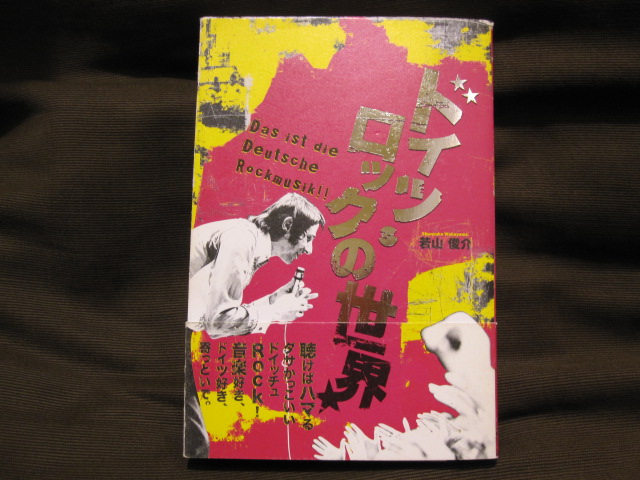 ドイツ・
ロックの世界
Das ist die
Deutsche
Rockmusik!!
Shunsuke Wakayama
若山 俊介
聴けばハマる
タナかっこいい
ドイッチュ
Rock!
音楽好き、
ドイツ好き、
寄っといで。